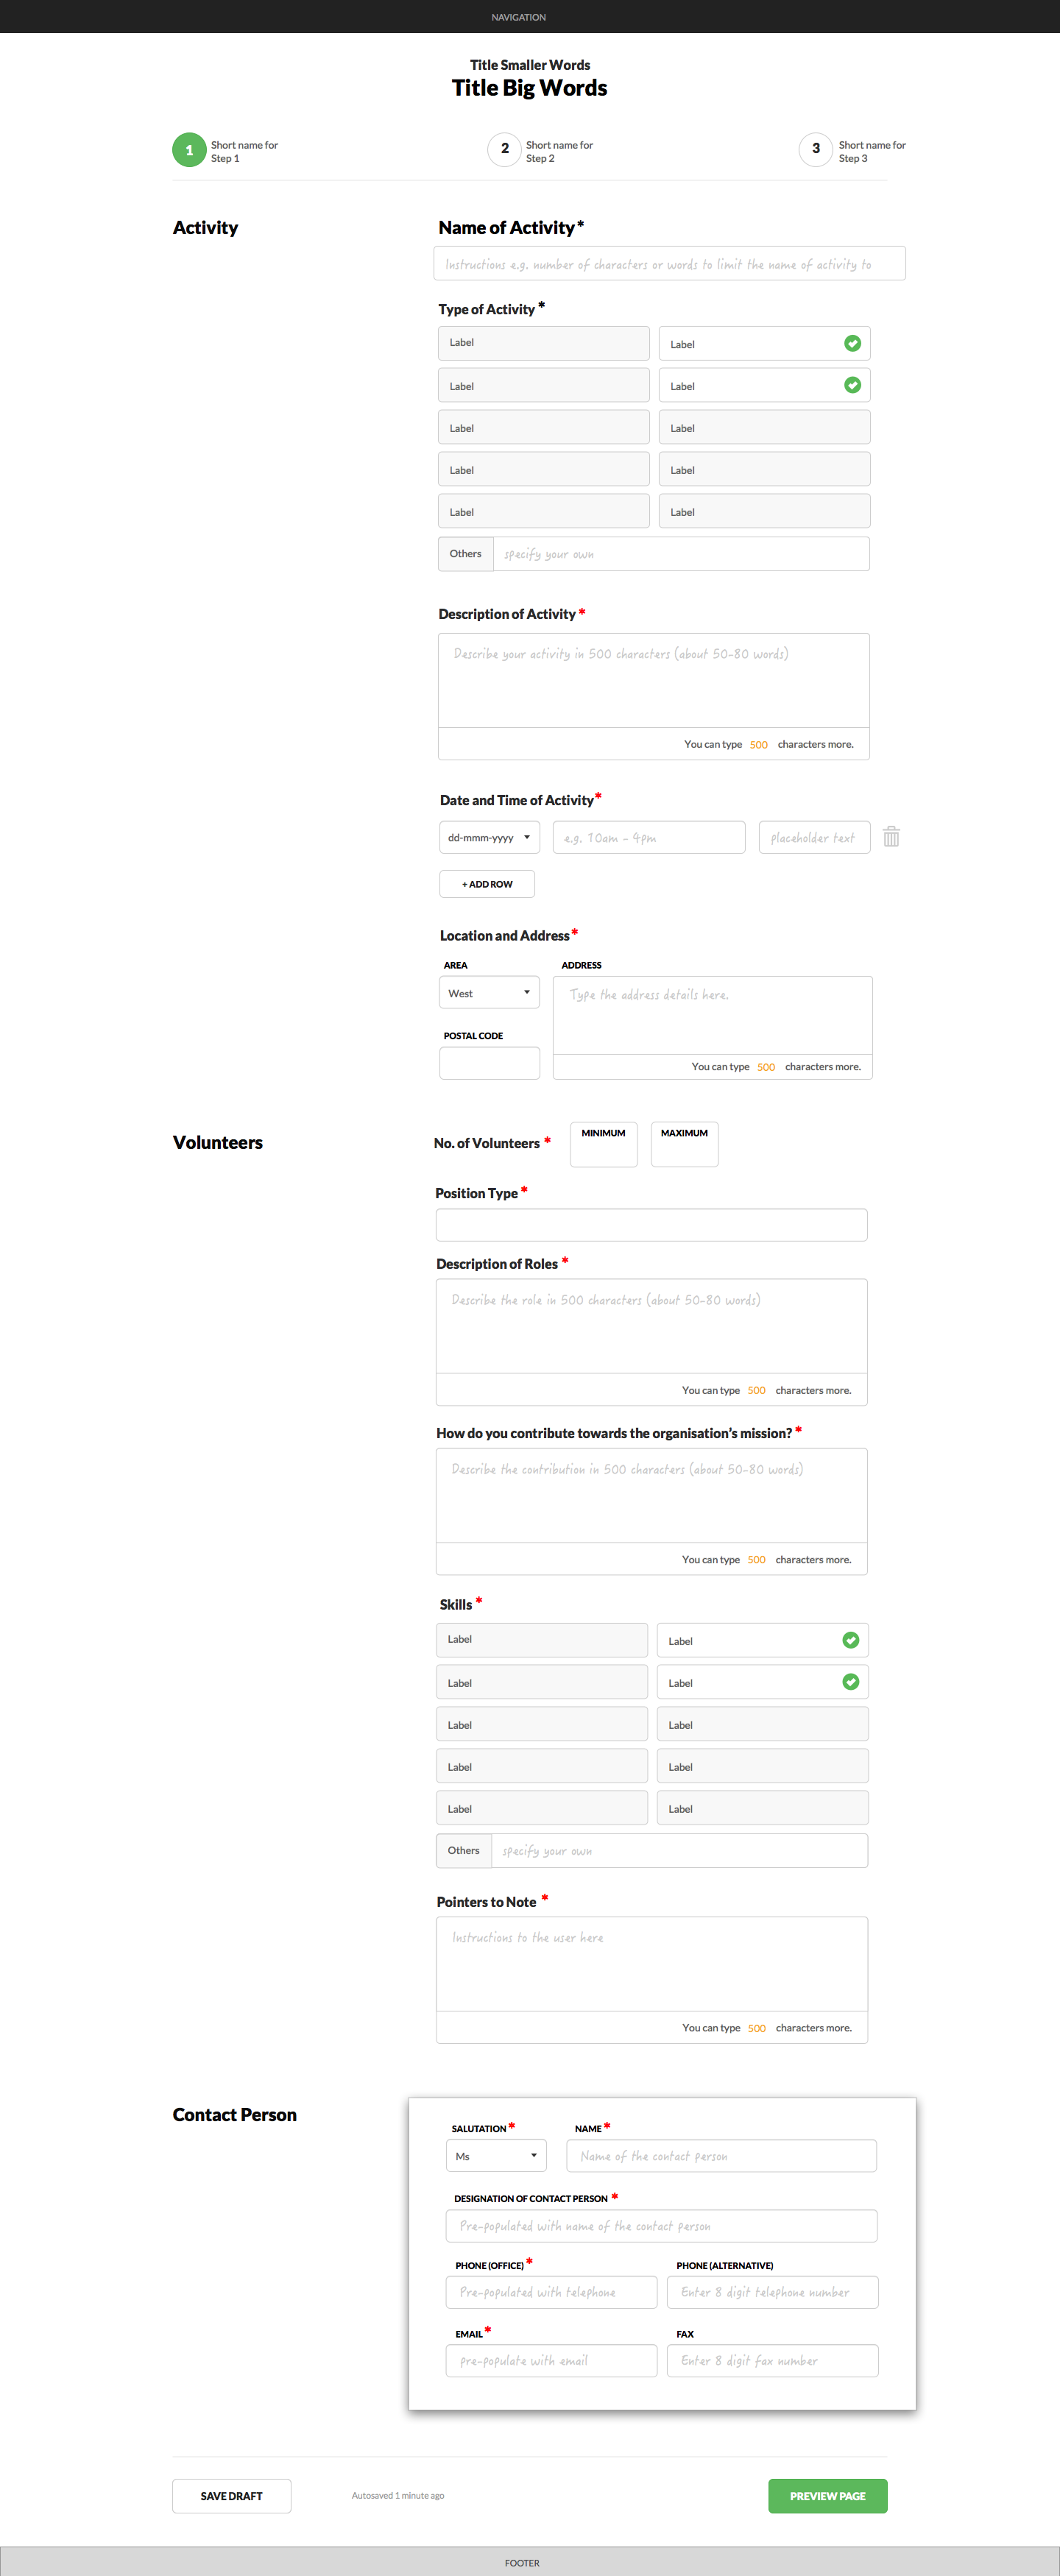 NAVIGATION
Title Smaller Words
Title Big Words
1 Short name for
Step 1
2 Short name for
Step 2
3 Short name for
Step 3
Activity
Name of Activity*
Instructions e.g. number of characters or words to limit the name of activity to
Type of Activity *
Label Label
Label Label
Label Label
Label Label
Label Label
Others specify your own
Description of Activity *
Describe your activity in 500 characters (about 50-80 words)
You can type 500 characters more.
Date and Time of Activity*
dd-mmm-yyyy e.g. 10am - 4pm placeholder text
+ ADD ROW
Location and Address*
AREA ADDRESS
West Type the address details here.
POSTAL CODE
You can type 500 characters more.
Volunteers
No. of Volunteers * MINIMUM MAXIMUM
Position Type *
Description of Roles *
Describe the role in 500 characters (about 50-80 words)
You can type 500 characters more.
How do you contribute towards the organisation's mission? *
Describe the contribution in 500 characters (about 50-80 words)
You can type 500 characters more.
Skills *
Label Label
Label Label
Label Label
Label Label
Label Label
Others specify your own
Pointers to Note *
Instructions to the user here
You can type 500 characters more.
Contact Person
SALUTATION* NAME*
Ms Name of the contact person
DESIGNATION OF CONTACT PERSON *
Pre-populated with name of the contact person
PHONE (OFFICE)* PHONE (ALTERNATIVE)
Pre-populated with telephone Enter 8 digit telephone number
EMAIL* FAX
pre-populate with email Enter 8 digit fax number
SAVE DRAFT Autosaved 1 minute ago PREVIEW PAGE
FOOTER